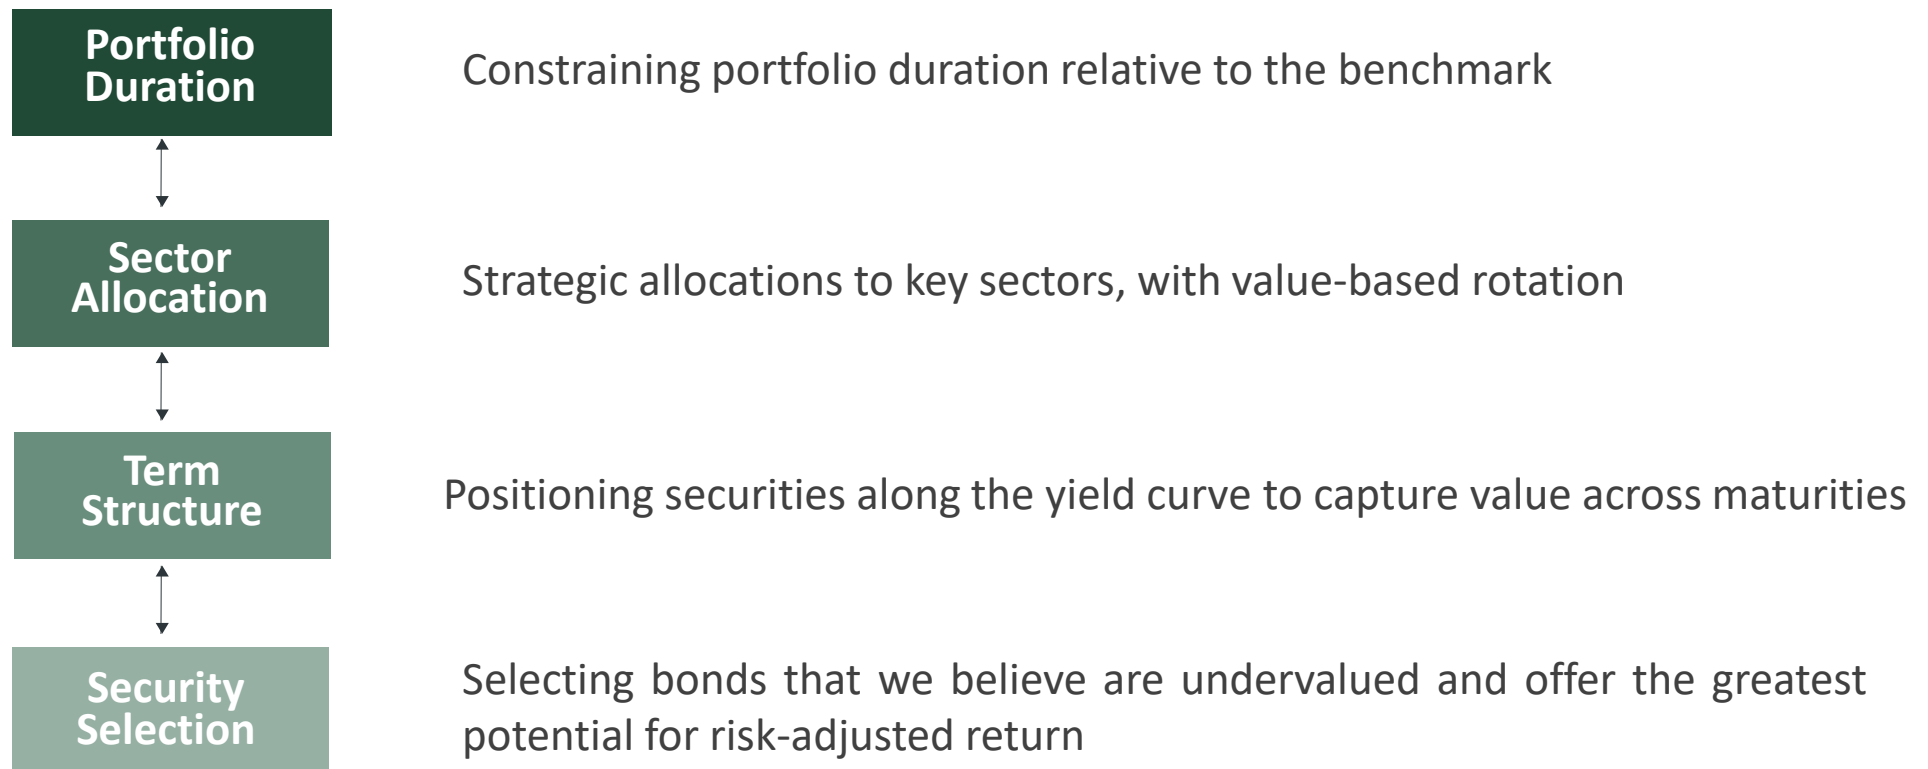 Portfolio
Duration
Constraining portfolio duration relative to the benchmark
Sector
Allocation
Strategic allocations to key sectors, with value-based rotation
Term
Structure
Positioning securities along the yield curve to capture value across maturities
Security
Selection
Selecting bonds that we believe are undervalued and offer the greatest
potential for risk-adjusted return